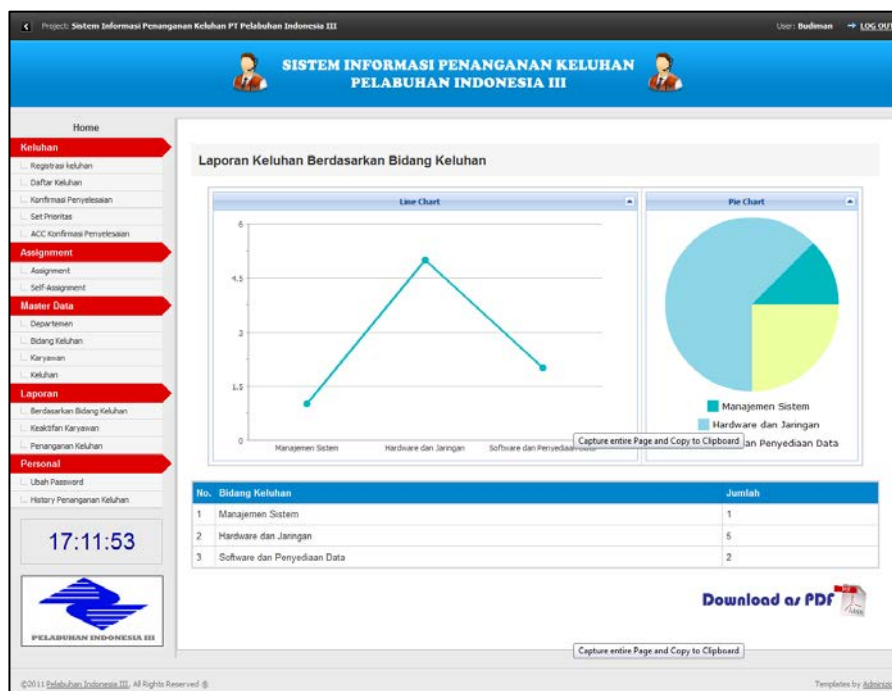 Project: Sistem Informasi Penanganan Keluhan PT Pelabuhan Indonesia III
User: Budiman LOG OUT
SISTEM INFORMASI PENANGANAN KELUHAN
PELABUHAN INDONESIA III
Home
Keluhan
Registrasi keluhan
Daftar Keluhan
Konfirmasi Penyelesaian
Set Prioritas
ACC Konfirmasi Penyelesaian
Assignment
Assignment
Self-Assignment
Master Data
Departemen
Bidang Keluhan
Karyawan
Keluhan
Laporan
Berdasarkan Bidang Keluhan
Keaktifan Karyawan
Penanganan Keluhan
Personal
Ubah Password
History Penanganan Keluhan
17:11:53
PELABUHAN INDONESIA III
Laporan Keluhan Berdasarkan Bidang Keluhan
Line Chart
6
4.5
3
1.5
0
Manajemen Sistem Hardware dan Jaringan Software dan Penyediaan
Pie Chart
Manajemen Sistem
Hardware dan Jaringan
an Penyediaan Data
Capture entire Page and Copy to Clipboard
No. Bidang Keluhan Jumlah
1 Manajemen Sistem 1
2 Hardware dan Jaringan 5
3 Software dan Penyediaan Data 2
Download as PDF
PDF
Capture entire Page and Copy to Clipboard
©2011 Pelabuhan Indonesia III, All Rights Reserved ®
Templates by